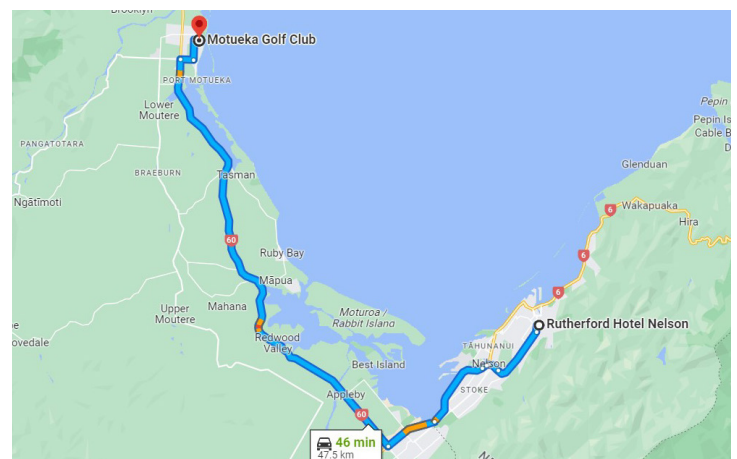 Brooklyn
Motueka Golf Club
PORT MOTUEKA
Lower
Moutere
PANGATOTARA
BRAEBURN
Tasman
Ngātīmoti
60
Ruby Bay
Māpua
Upper
Moutere
Mahana
Redwood
Valley
Moturoa /
Rabbit Island
Best Island
Appleby
60
46 min
47.5 km
ovedale
Pepin
Pepin Is
Cable B
D
Glenduan
6
Wakapuaka
Hira
6
6
Rutherford Hotel Nelson
TĀHUNANUI
Nelson
STOKE